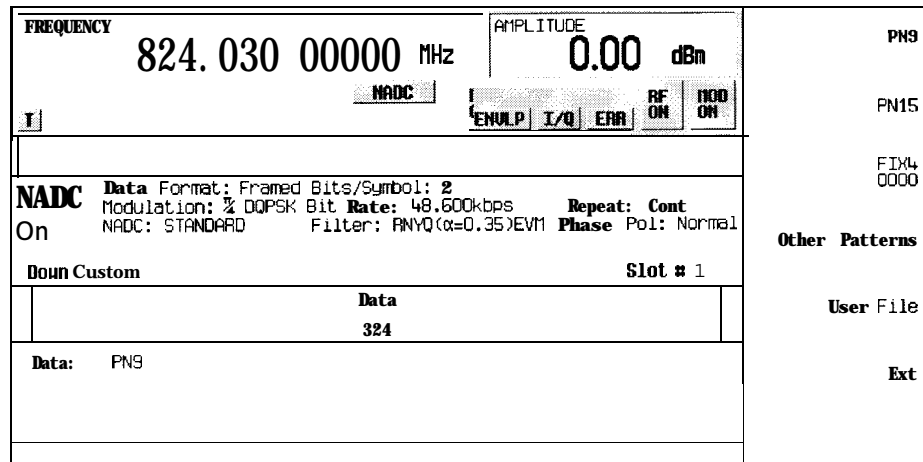 FREQUENCY
824. 030 00000 MHz
AMPLITUDE
0.00 dBm
NADC
ENVLP I/Q ERR RF ON MOD ON
NADC On
Data Format: Framed Bits/Symbol: 2
Modulation: π/4 DQPSK Bit Rate: 48.600kbps Repeat: Cont
NADC: STANDARD Filter: RNYQ(α=0.35)EVM Phase Pol: Normal
Down Custom Slot # 1
Data
324
Data: PN9
PN9
PN15
FIX4
0000
Other Patterns
User File
Ext